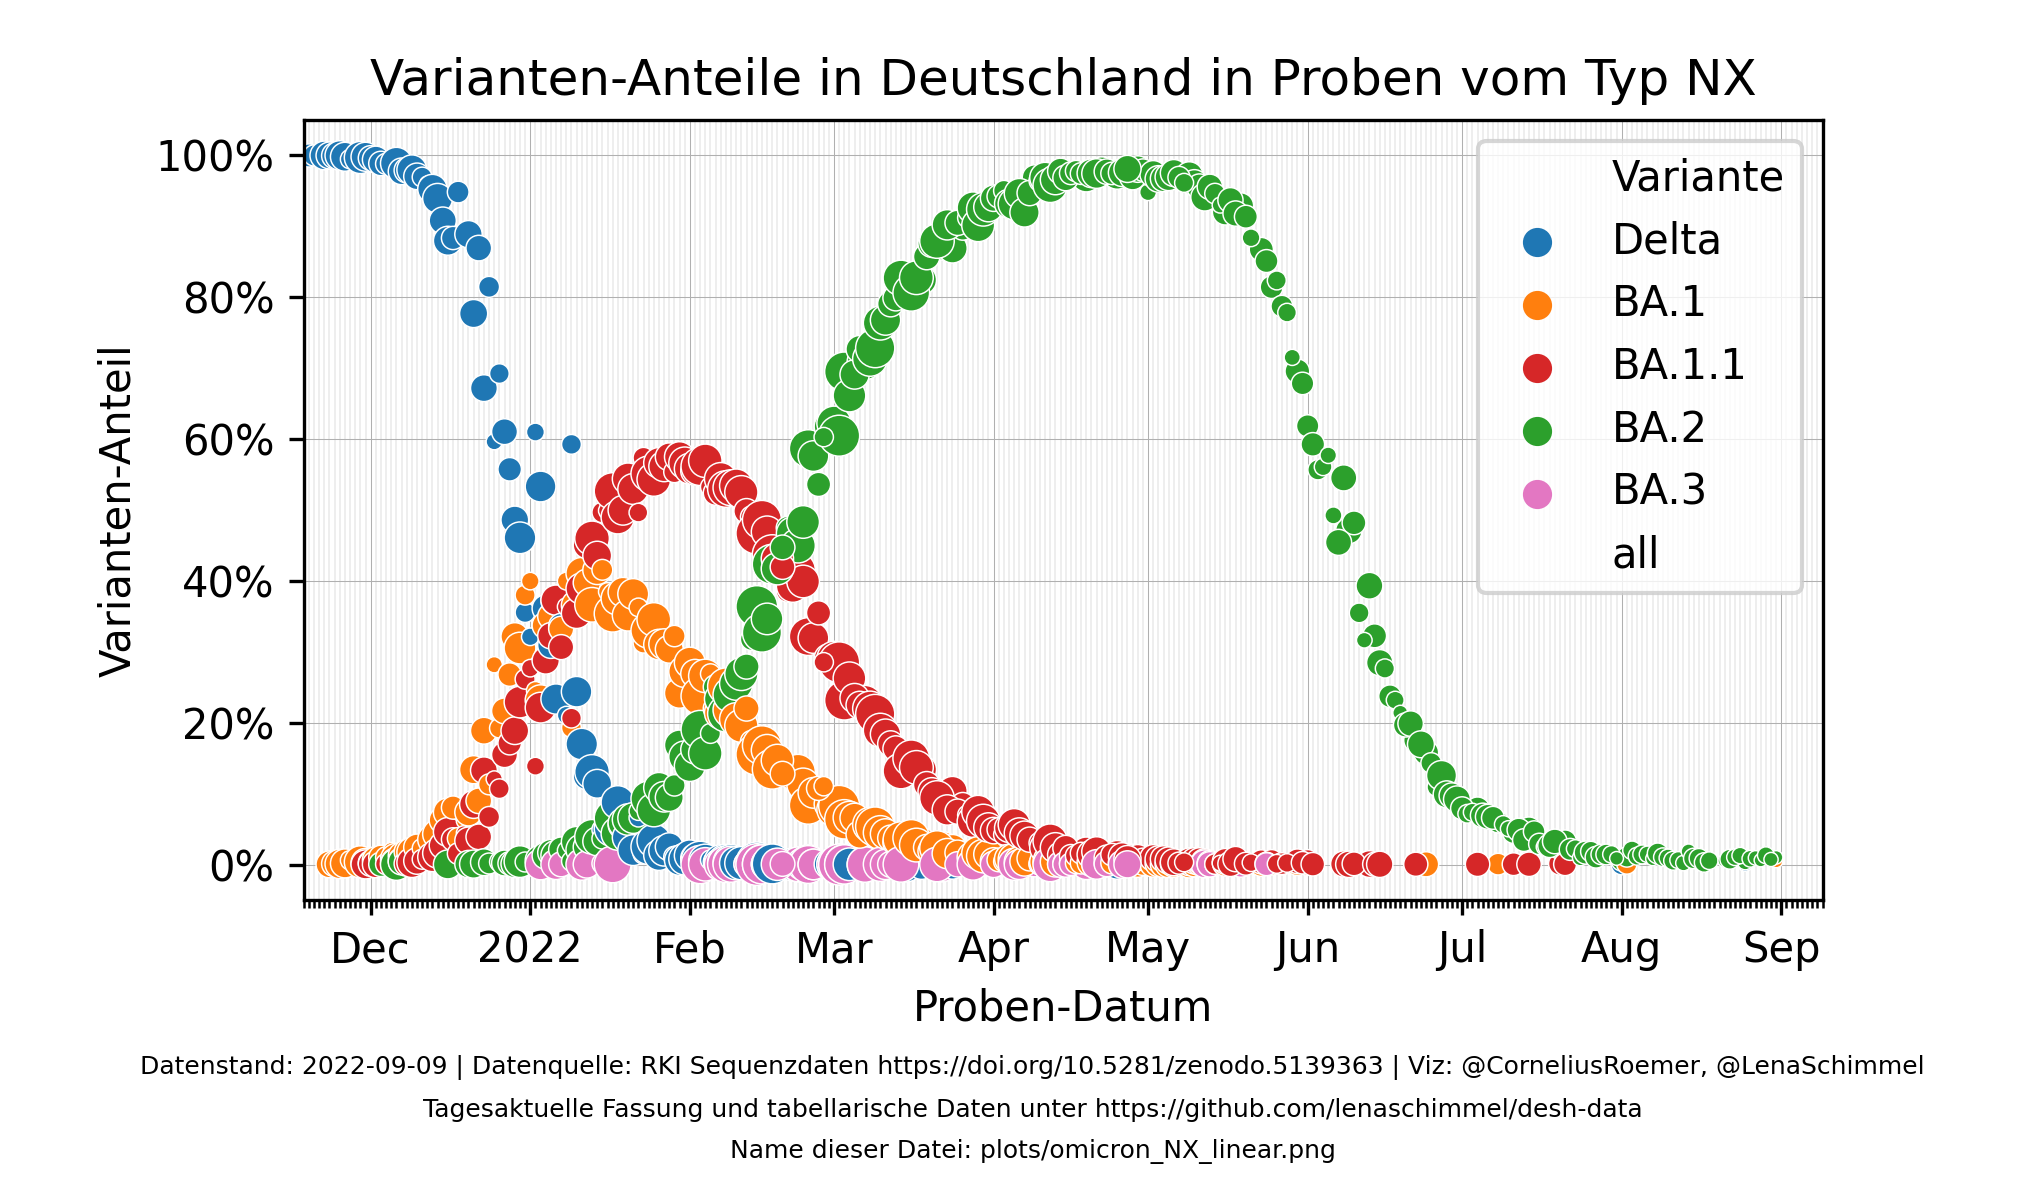 Varianten-Anteile in Deutschland in Proben vom Typ NX
Varianten-Anteil
100%
80%
60%
40%
20%
0%
Variante
Delta
BA.1
BA.1.1
BA.2
BA.3
all
Dec 2022 Feb Mar Apr May Jun Jul Aug Sep
Proben-Datum
Datenstand: 2022-09-09 | Datenquelle: RKI Sequenzdaten https://doi.org/10.5281/zenodo.5139363 | Viz: @CorneliusRoemer, @LenaSchimmel
Tagesaktuelle Fassung und tabellarische Daten unter https://github.com/lenaschimmel/desh-data
Name dieser Datei: plots/omicron_NX_linear.png